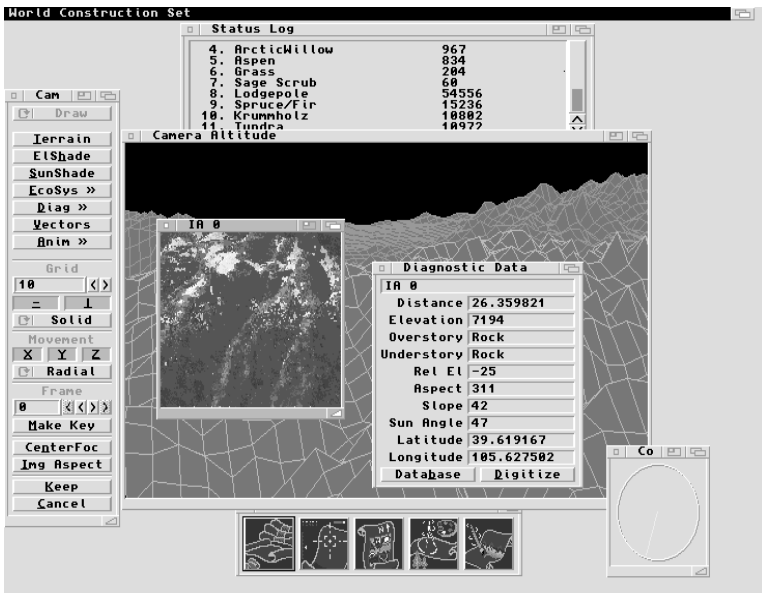 World Construction Set
Status Log
4. ArcticWillow 967
5. Aspen 834
6. Grass 204
7. Sage Scrub 60
8. Lodgepole 54556
9. Spruce/Fir 15236
10. Krummholz 10802
11. Tundra 10972
Cam
Draw
Terrain
ElShade
SunShade
EcoSys »
Diag »
Vectors
Anim »
Grid
10
Solid
Movement
X Y Z
Radial
Frame
0
Make Key
CenterFoc
Img Aspect
Keep
Cancel
Camera Altitude
IA 0
Diagnostic Data
IA 0
Distance 26.359821
Elevation 7194
Overstory Rock
Understory Rock
Rel El -25
Aspect 311
Slope 42
Sun Angle 47
Latitude 39.619167
Longitude 105.627502
Database Digitize
Co